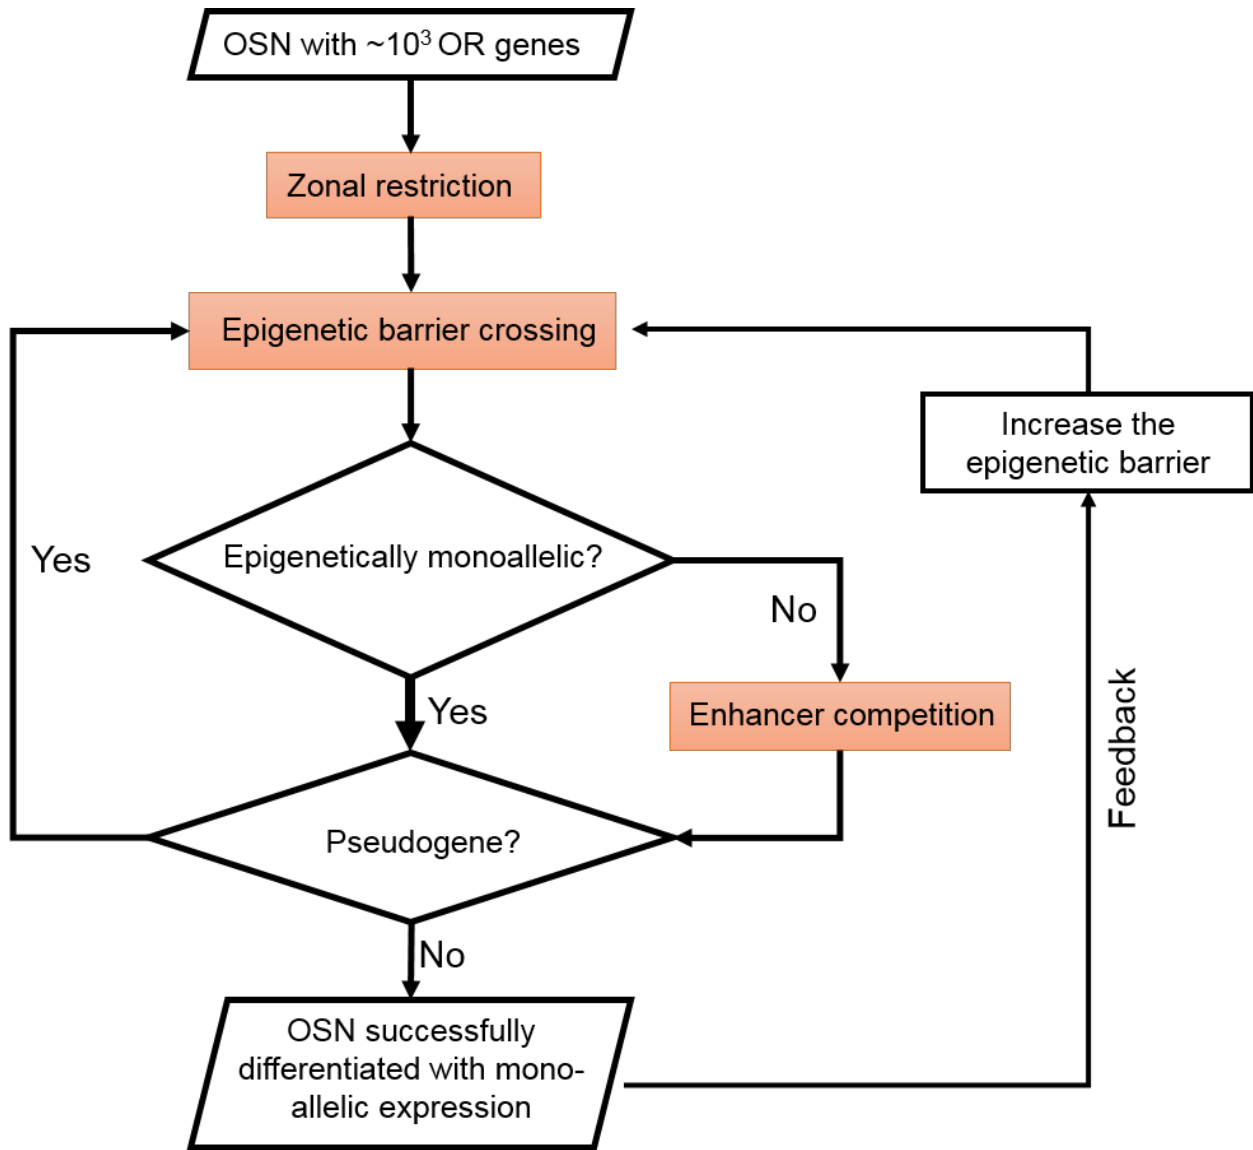 OSN with ~10³ OR genes
Zonal restriction
Epigenetic barrier crossing
Increase the
epigenetic barrier
Yes
Epigenetically monoallelic?
No
Yes
Enhancer competition
Feedback
Pseudogene?
No
OSN successfully
differentiated with mono-
allelic expression